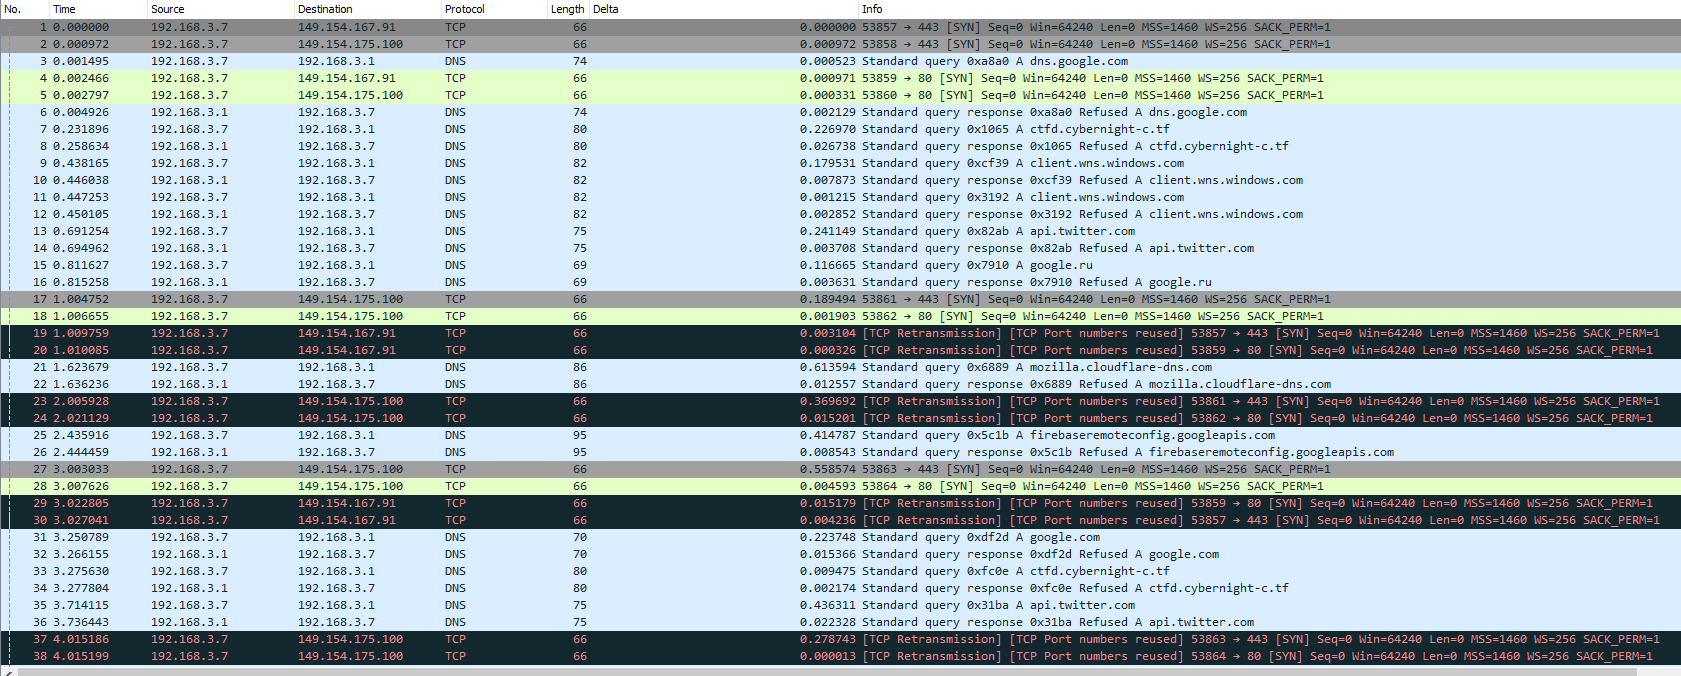 No. Time Source Destination Protocol Length Delta Info
1 0.000000 192.168.3.7 149.154.167.91 TCP 66 0.000000 53857 → 443 [SYN] Seq=0 Win=64240 Len=0 MSS=1460 WS=256 SACK_PERM=1
2 0.000972 192.168.3.7 149.154.175.100 TCP 66 0.000972 53858 → 443 [SYN] Seq=0 Win=64240 Len=0 MSS=1460 WS=256 SACK_PERM=1
3 0.001495 192.168.3.7 192.168.3.1 DNS 74 0.000523 Standard query 0xa8a0 A dns.google.com
4 0.002466 192.168.3.7 149.154.167.91 TCP 66 0.000971 53859 → 80 [SYN] Seq=0 Win=64240 Len=0 MSS=1460 WS=256 SACK_PERM=1
5 0.002797 192.168.3.7 149.154.175.100 TCP 66 0.000331 53860 → 80 [SYN] Seq=0 Win=64240 Len=0 MSS=1460 WS=256 SACK_PERM=1
6 0.004926 192.168.3.1 192.168.3.7 DNS 74 0.002129 Standard query response 0xa8a0 Refused A dns.google.com
7 0.231896 192.168.3.7 192.168.3.1 DNS 80 0.226970 Standard query 0x1065 A ctfd.cybernight-c.tf
8 0.258634 192.168.3.1 192.168.3.7 DNS 80 0.026738 Standard query response 0x1065 Refused A ctfd.cybernight-c.tf
9 0.438165 192.168.3.7 192.168.3.1 DNS 82 0.179531 Standard query 0xcf39 A client.wns.windows.com
10 0.446038 192.168.3.1 192.168.3.7 DNS 82 0.007873 Standard query response 0xcf39 Refused A client.wns.windows.com
11 0.447253 192.168.3.7 192.168.3.1 DNS 82 0.001215 Standard query 0x3192 A client.wns.windows.com
12 0.450105 192.168.3.1 192.168.3.7 DNS 82 0.002852 Standard query response 0x3192 Refused A client.wns.windows.com
13 0.691254 192.168.3.7 192.168.3.1 DNS 75 0.241149 Standard query 0x82ab A api.twitter.com
14 0.694962 192.168.3.1 192.168.3.7 DNS 75 0.003708 Standard query response 0x82ab Refused A api.twitter.com
15 0.811627 192.168.3.7 192.168.3.1 DNS 69 0.116665 Standard query 0x7910 A google.ru
16 0.815258 192.168.3.1 192.168.3.7 DNS 69 0.003631 Standard query response 0x7910 Refused A google.ru
17 1.004752 192.168.3.7 149.154.175.100 TCP 66 0.189494 53861 → 443 [SYN] Seq=0 Win=64240 Len=0 MSS=1460 WS=256 SACK_PERM=1
18 1.006655 192.168.3.7 149.154.175.100 TCP 66 0.001903 53862 → 80 [SYN] Seq=0 Win=64240 Len=0 MSS=1460 WS=256 SACK_PERM=1
19 1.009759 192.168.3.7 149.154.167.91 TCP 66 0.003104 [TCP Retransmission] [TCP Port numbers reused] 53857 → 443 [SYN] Seq=0 Win=64240 Len=0 MSS=1460 WS=256 SACK_PERM=1
20 1.010085 192.168.3.7 149.154.167.91 TCP 66 0.000326 [TCP Retransmission] [TCP Port numbers reused] 53859 → 80 [SYN] Seq=0 Win=64240 Len=0 MSS=1460 WS=256 SACK_PERM=1
21 1.623679 192.168.3.7 192.168.3.1 DNS 86 0.613594 Standard query 0x6889 A mozilla.cloudflare-dns.com
22 1.636236 192.168.3.1 192.168.3.7 DNS 86 0.012557 Standard query response 0x6889 Refused A mozilla.cloudflare-dns.com
23 2.005928 192.168.3.7 149.154.175.100 TCP 66 0.369692 [TCP Retransmission] [TCP Port numbers reused] 53861 → 443 [SYN] Seq=0 Win=64240 Len=0 MSS=1460 WS=256 SACK_PERM=1
24 2.021129 192.168.3.7 149.154.175.100 TCP 66 0.015201 [TCP Retransmission] [TCP Port numbers reused] 53862 → 80 [SYN] Seq=0 Win=64240 Len=0 MSS=1460 WS=256 SACK_PERM=1
25 2.435916 192.168.3.7 192.168.3.1 DNS 95 0.414787 Standard query 0x5c1b A firebaseremoteconfig.googleapis.com
26 2.444459 192.168.3.1 192.168.3.7 DNS 95 0.008543 Standard query response 0x5c1b Refused A firebaseremoteconfig.googleapis.com
27 3.003033 192.168.3.7 149.154.175.100 TCP 66 0.558574 53863 → 443 [SYN] Seq=0 Win=64240 Len=0 MSS=1460 WS=256 SACK_PERM=1
28 3.007626 192.168.3.7 149.154.175.100 TCP 66 0.004593 53864 → 80 [SYN] Seq=0 Win=64240 Len=0 MSS=1460 WS=256 SACK_PERM=1
29 3.022805 192.168.3.7 149.154.167.91 TCP 66 0.015179 [TCP Retransmission] [TCP Port numbers reused] 53859 → 80 [SYN] Seq=0 Win=64240 Len=0 MSS=1460 WS=256 SACK_PERM=1
30 3.027041 192.168.3.7 149.154.167.91 TCP 66 0.004236 [TCP Retransmission] [TCP Port numbers reused] 53857 → 443 [SYN] Seq=0 Win=64240 Len=0 MSS=1460 WS=256 SACK_PERM=1
31 3.250789 192.168.3.7 192.168.3.1 DNS 70 0.223748 Standard query 0xdf2d A google.com
32 3.266155 192.168.3.1 192.168.3.7 DNS 70 0.015366 Standard query response 0xdf2d Refused A google.com
33 3.275630 192.168.3.7 192.168.3.1 DNS 80 0.009475 Standard query 0xfc0e A ctfd.cybernight-c.tf
34 3.277804 192.168.3.1 192.168.3.7 DNS 80 0.002174 Standard query response 0xfc0e Refused A ctfd.cybernight-c.tf
35 3.714115 192.168.3.7 192.168.3.1 DNS 75 0.436311 Standard query 0x31ba A api.twitter.com
36 3.736443 192.168.3.1 192.168.3.7 DNS 75 0.022328 Standard query response 0x31ba Refused A api.twitter.com
37 4.015186 192.168.3.7 149.154.175.100 TCP 66 0.278743 [TCP Retransmission] [TCP Port numbers reused] 53863 → 443 [SYN] Seq=0 Win=64240 Len=0 MSS=1460 WS=256 SACK_PERM=1
38 4.015199 192.168.3.7 149.154.175.100 TCP 66 0.000013 [TCP Retransmission] [TCP Port numbers reused] 53864 → 80 [SYN] Seq=0 Win=64240 Len=0 MSS=1460 WS=256 SACK_PERM=1